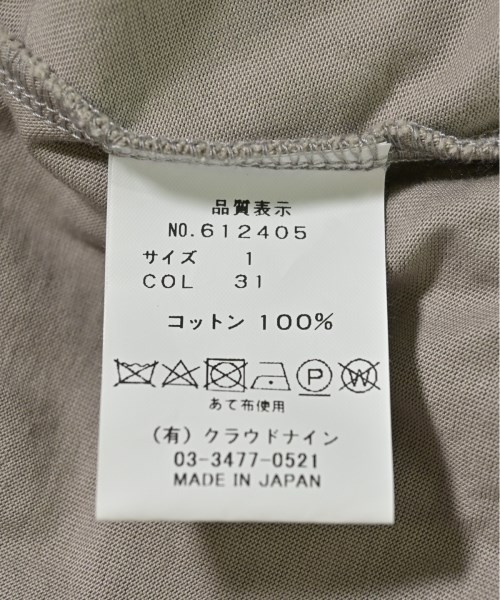 品質表示
NO.612405
サイズ 1
COL 31
コットン 100%
P W
あて布使用
(有) クラウドナイン
03-3477-0521
MADE IN JAPAN